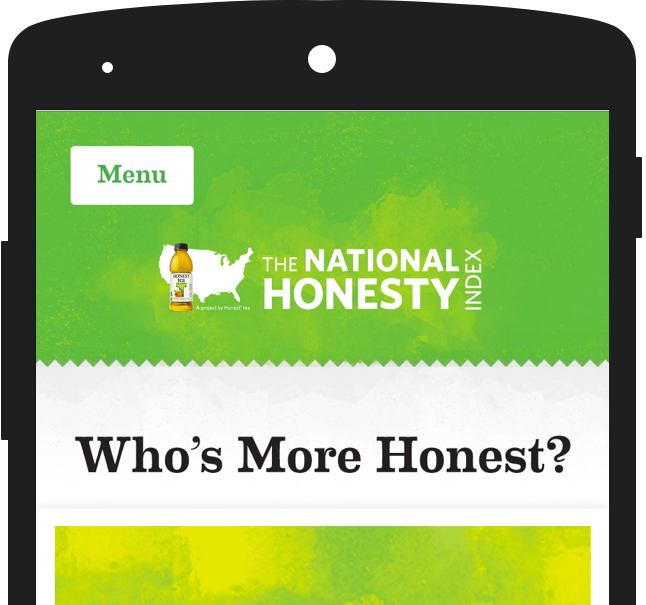 Menu
HONEST
tea
A project by Honest® tea
THE NATIONAL
HONESTY
INDEX
Who's More Honest?